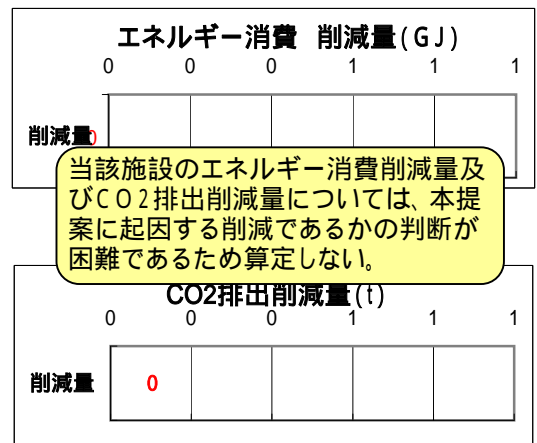 エネルギー消費 削減量(GJ)
0 0 0 1 1 1
削減量 0
当該施設のエネルギー消費削減量及
びCO2排出削減量については、本提
案に起因する削減であるかの判断が
困難であるため算定しない。
CO2排出削減量(t)
0 0 0 1 1 1
削減量 0